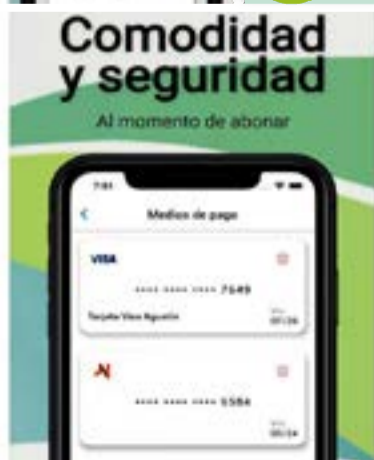 Comodidad
y seguridad
Al momento de abonar
Medios de pago
VISA
•••• •••• •••• 7649
Tarjeta Visa Agustín
•••• •••• •••• 5584